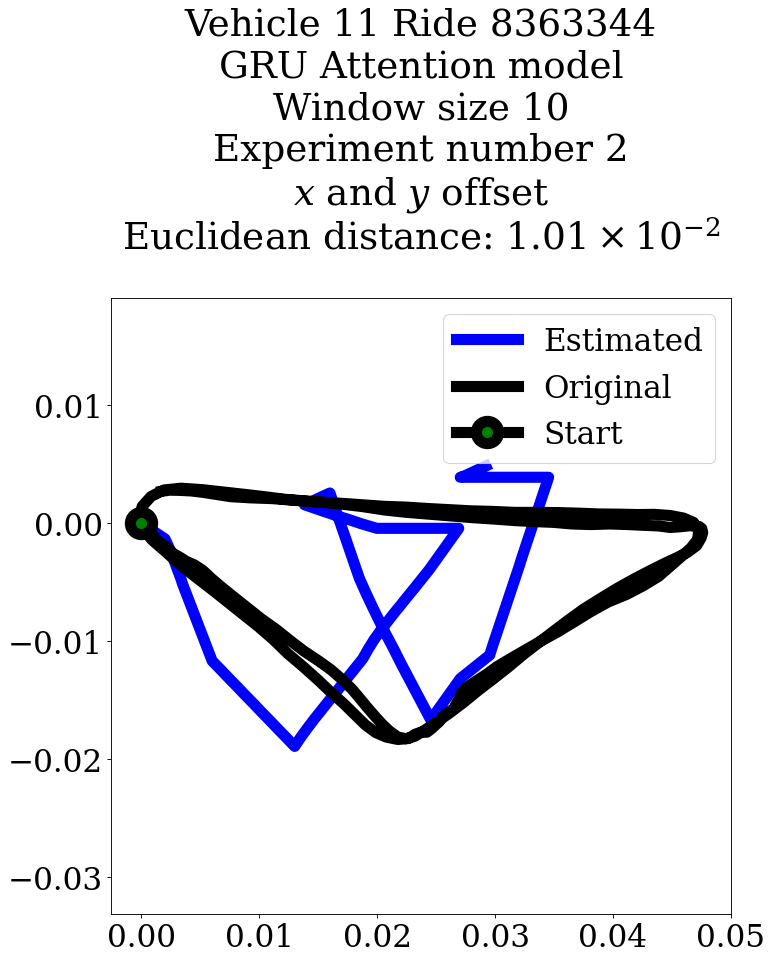 Vehicle 11 Ride 8363344
GRU Attention model
Window size 10
Experiment number 2
x and y offset
Euclidean distance: 1.01 × 10⁻²
Estimated
Original
Start
0.01
0.00
−0.01
−0.02
−0.03
0.00 0.01 0.02 0.03 0.04 0.05